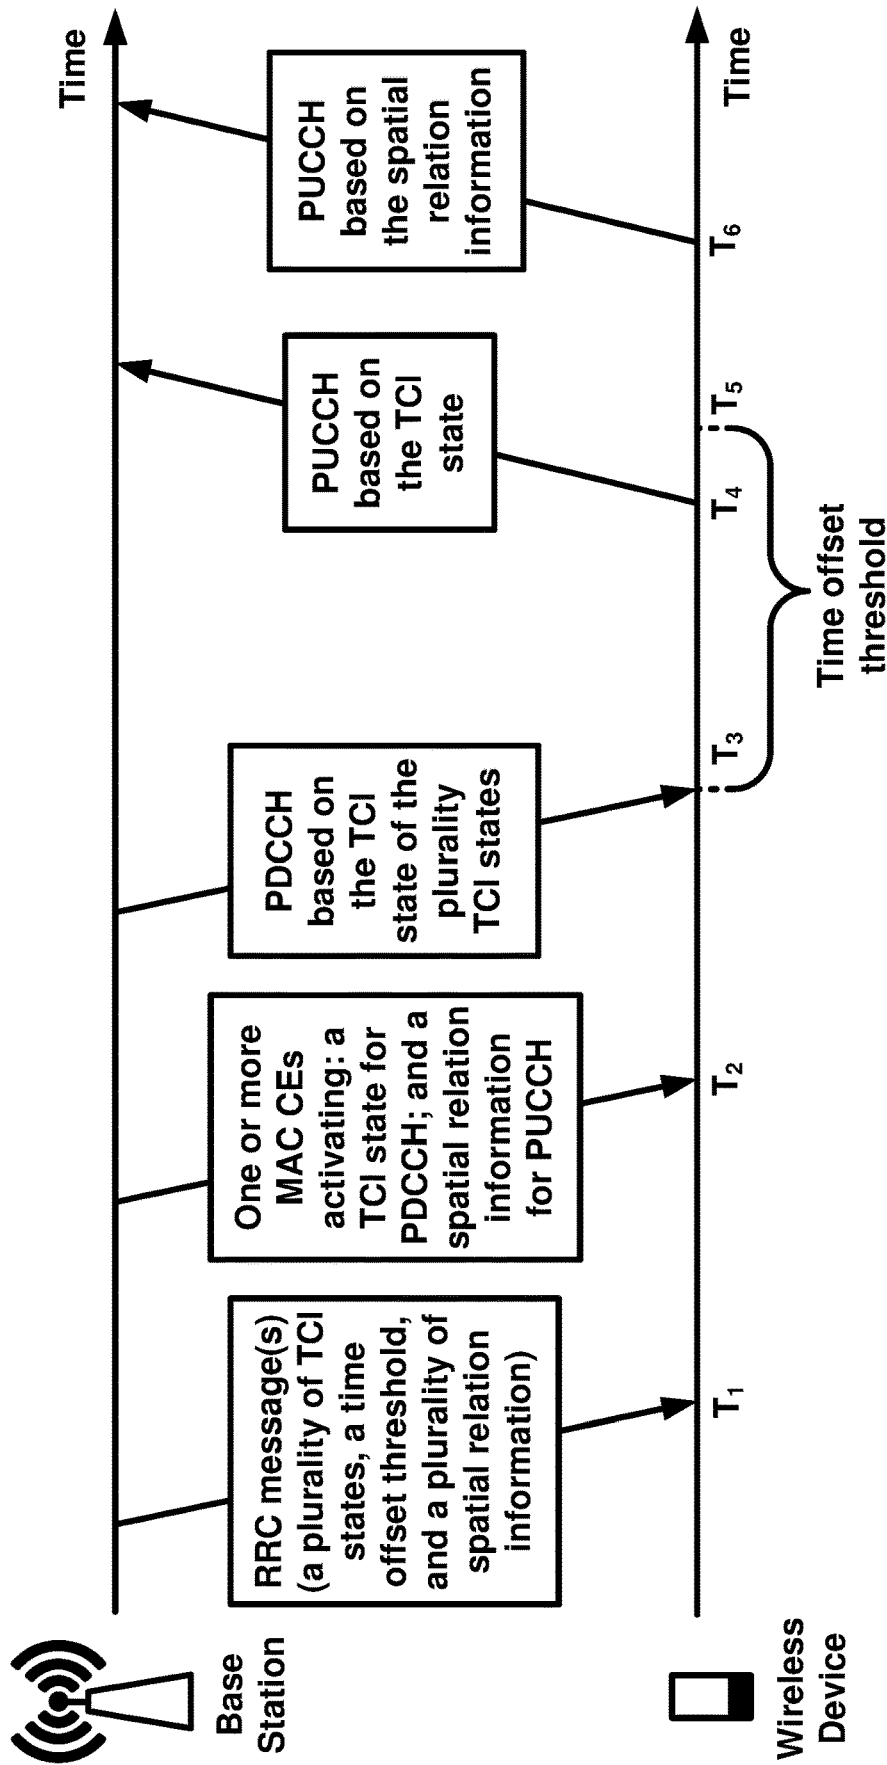 Base
Station
Time
RRC message(s)
(a plurality of TCI
states, a time
offset threshold,
and a plurality of
spatial relation
information)
One or more
MAC CEs
activating: a
TCI state for
PDCCH; and a
spatial relation
information
for PUCCH
PDCCH
based on
the TCI
state of the
plurality
TCI states
PUCCH
based on
the TCI
state
PUCCH
based on
the spatial
relation
information
Wireless
Device
T1
T2
T3
T4
T5
T6
Time
Time offset
threshold